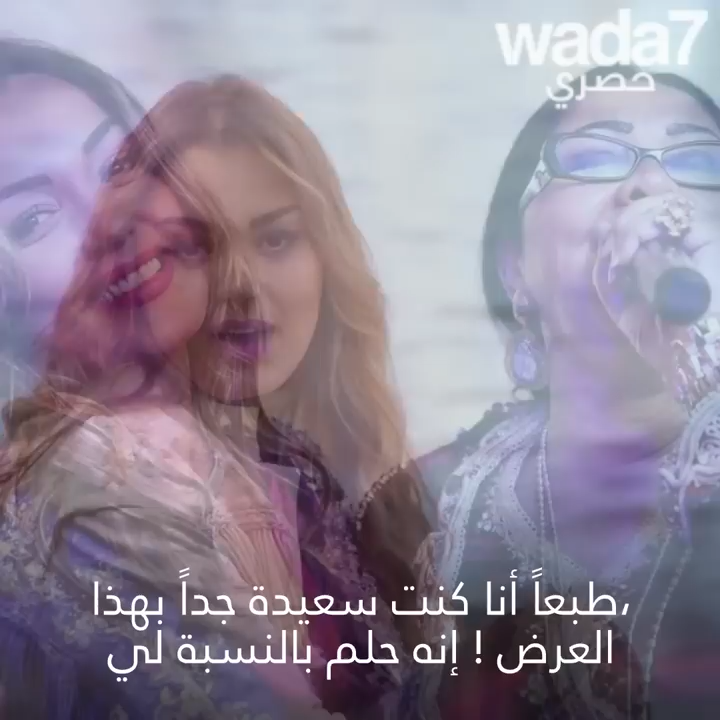 wada7
حصري
طبعاً أنا كنت سعيدة جداً بهذا،
العرض ! إنه حلم بالنسبة لي